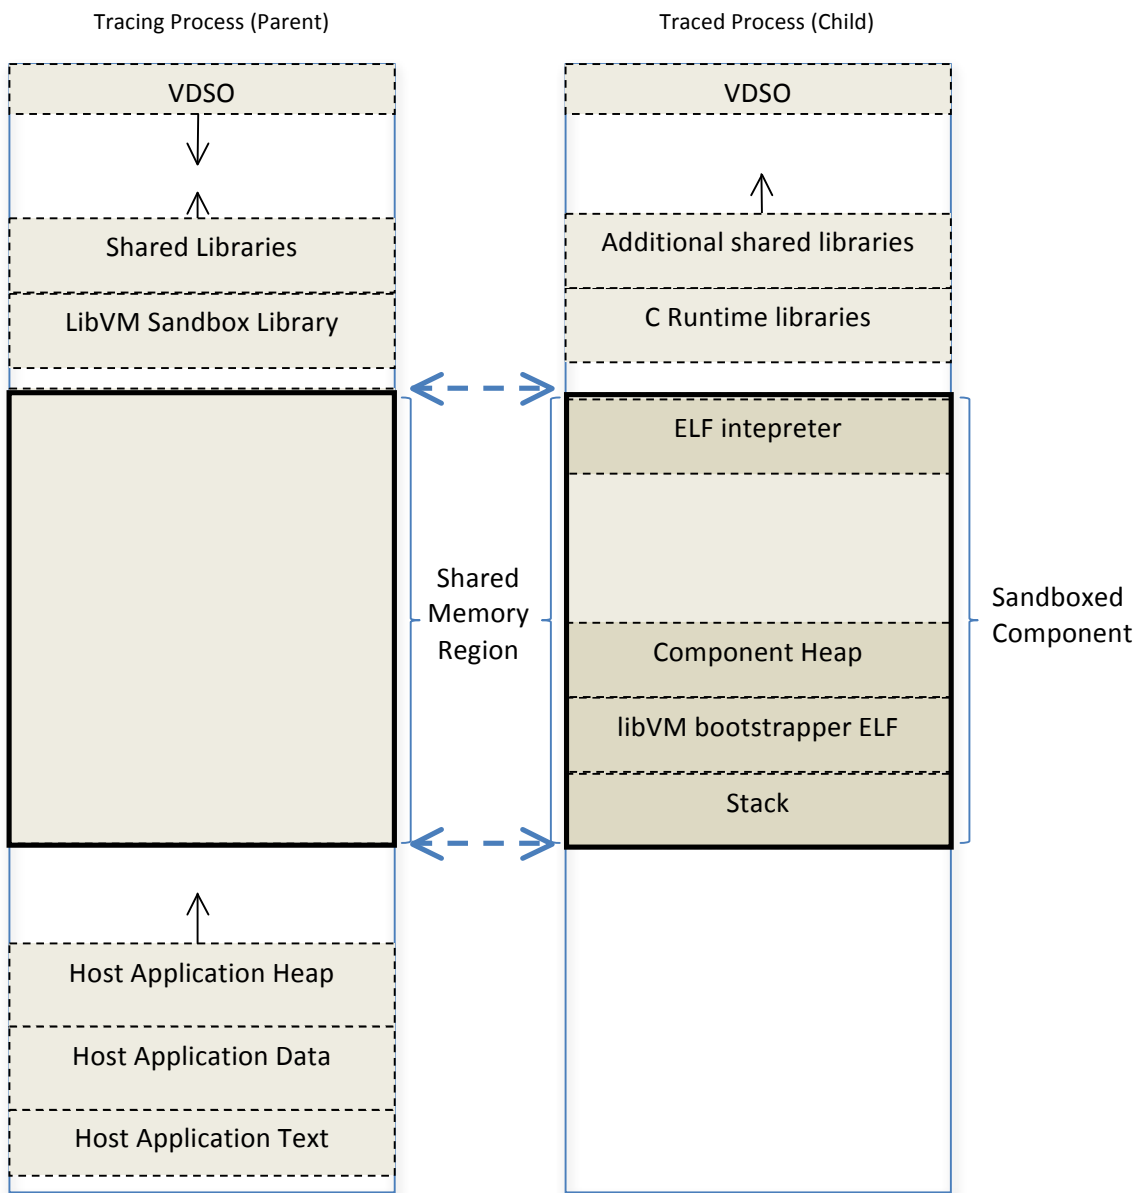 Tracing Process (Parent)
Traced Process (Child)
VDSO
VDSO
Shared Libraries
LibVM Sandbox Library
Additional shared libraries
C Runtime libraries
ELF intepreter
Shared
Memory
Region
Component Heap
libVM bootstrapper ELF
Stack
Sandboxed
Component
Host Application Heap
Host Application Data
Host Application Text